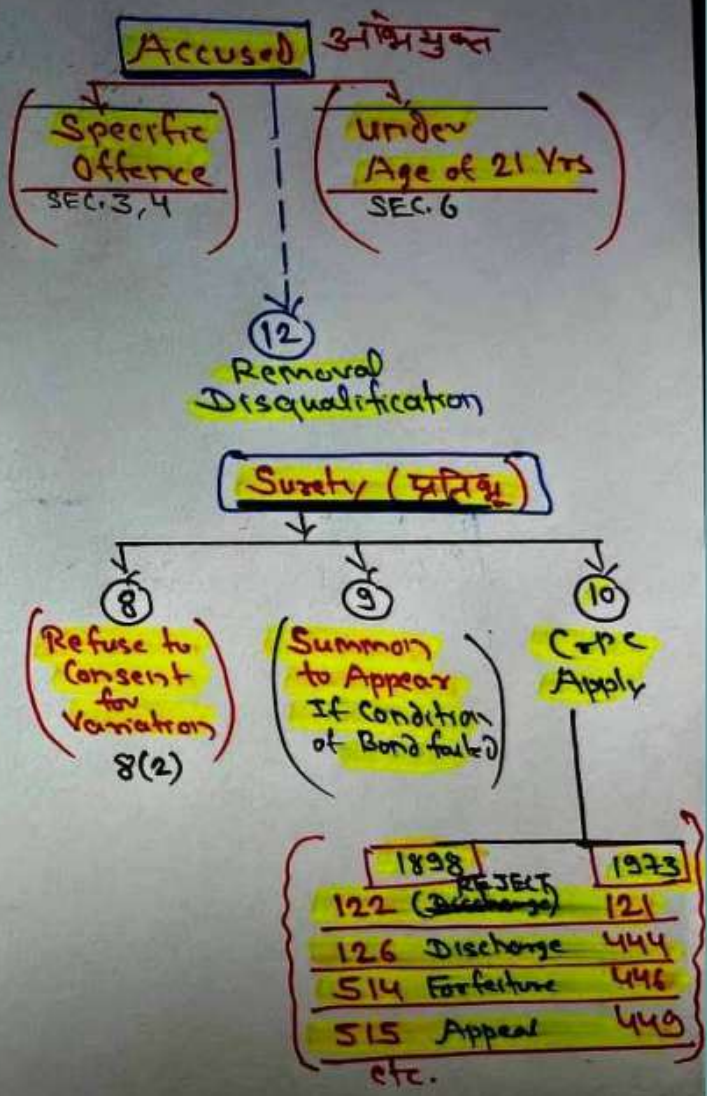 Accused अभियुक्त
Specific
Offence
SEC. 3, 4
under
Age of 21 Yrs
SEC. 6
12
Removal
Disqualification
Surety (प्रतिभू)
8
Refuse to
Consent
for
Variation
8(2)
9
Summon
to Appear
If Condition
of Bond failed
10
CrPC
Apply
1898 1973
REJECT
122 (Discharge) 121
126 Discharge 444
514 Forfeiture 446
515 Appeal 449
etc.